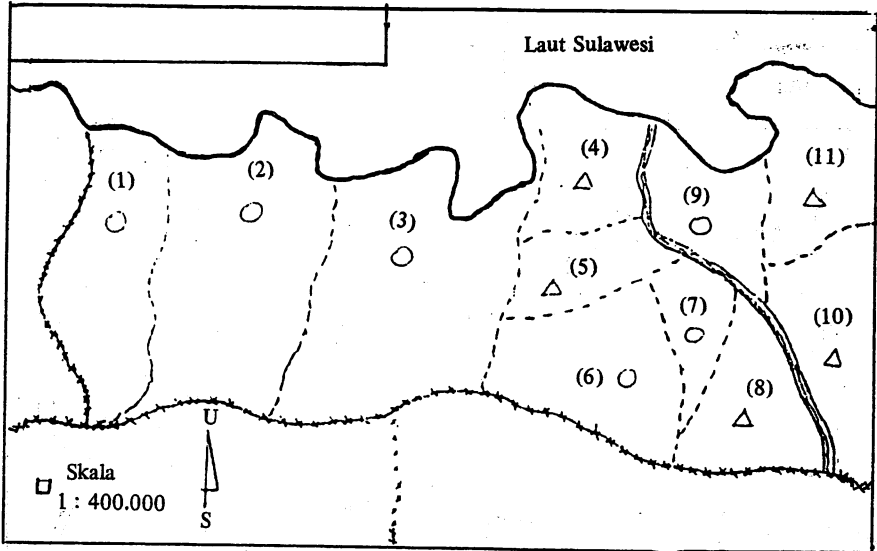 Laut Sulawesi
(1)
(2)
(3)
(4)
(5)
(6)
(7)
(8)
(9)
(10)
(11)
U
S
Skala
1 : 400.000